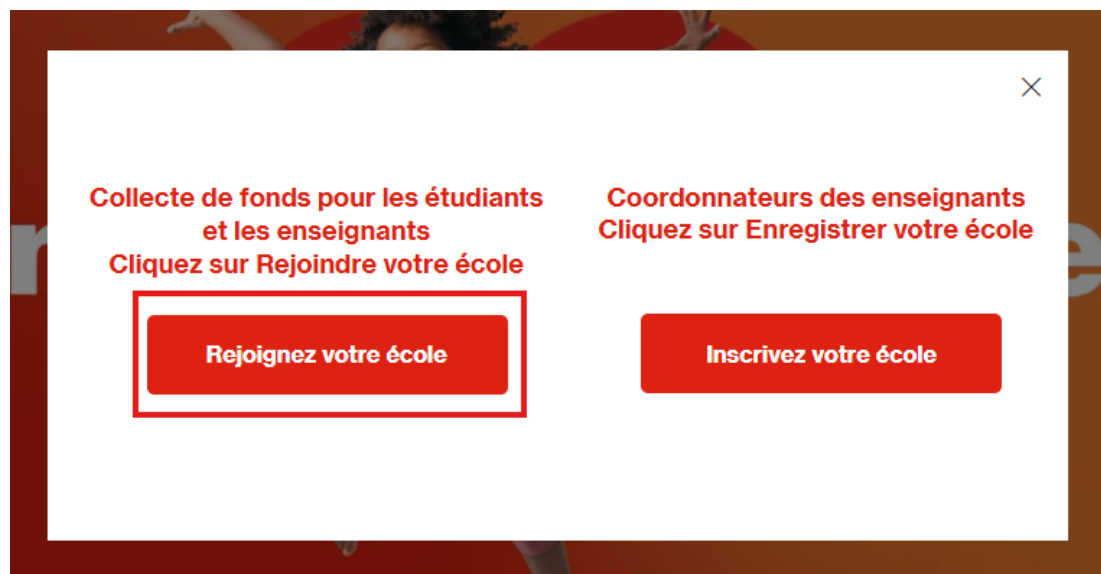 Collecte de fonds pour les étudiants
et les enseignants
Cliquez sur Rejoindre votre école
Rejoignez votre école
Coordonnateurs des enseignants
Cliquez sur Enregistrer votre école
Inscrivez votre école